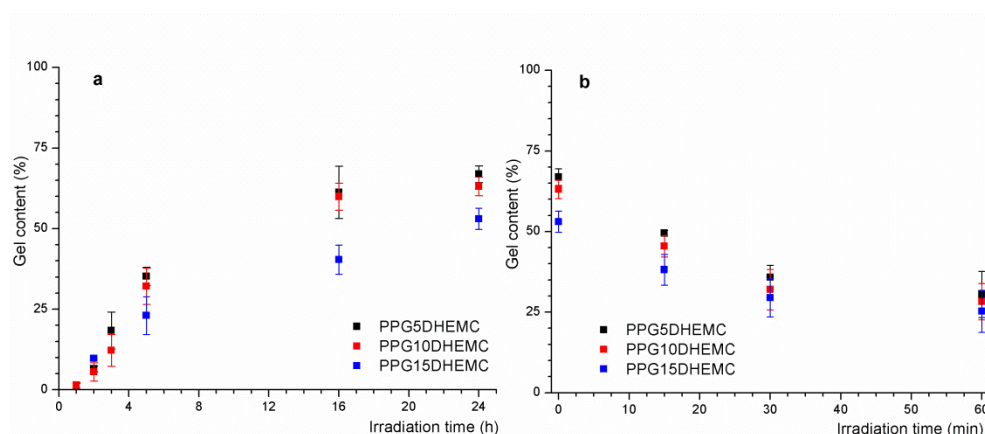 a
100
75
50
25
0
Gel content (%)
PPG5DHEMC
PPG10DHEMC
PPG15DHEMC
0 4 8 12 16 20 24
Irradiation time (h)
b
100
75
50
25
0
Gel content (%)
PPG5DHEMC
PPG10DHEMC
PPG15DHEMC
0 10 20 30 40 50 60
Irradiation time (min)